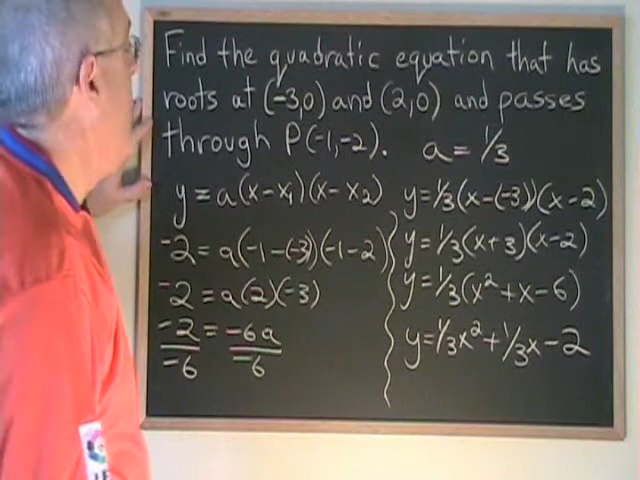 Find the quadratic equation that has
roots at (-3,0) and (2,0) and passes
through P(-1,-2).
a = 1/3
y = a(x - x₁)(x - x₂)
-2 = a(-1 - (-3))(-1 - 2)
-2 = a(2)(-3)
-2/-6 = -6a/-6
y = 1/3(x - (-3))(x - 2)
y = 1/3(x + 3)(x - 2)
y = 1/3(x² + x - 6)
y = 1/3x² + 1/3x - 2